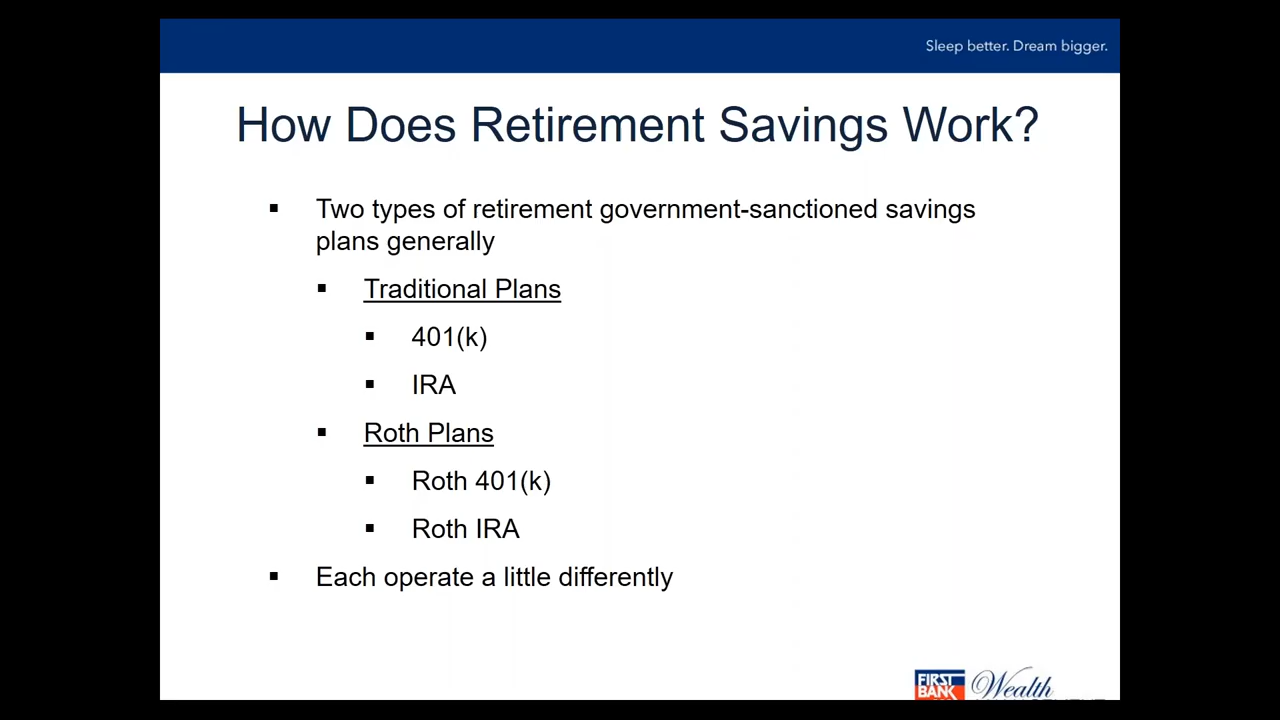 Sleep better. Dream bigger.
How Does Retirement Savings Work?
Two types of retirement government-sanctioned savings
plans generally
Traditional Plans
401(k)
IRA
Roth Plans
Roth 401(k)
Roth IRA
Each operate a little differently
FIRST
BANK
Wealth